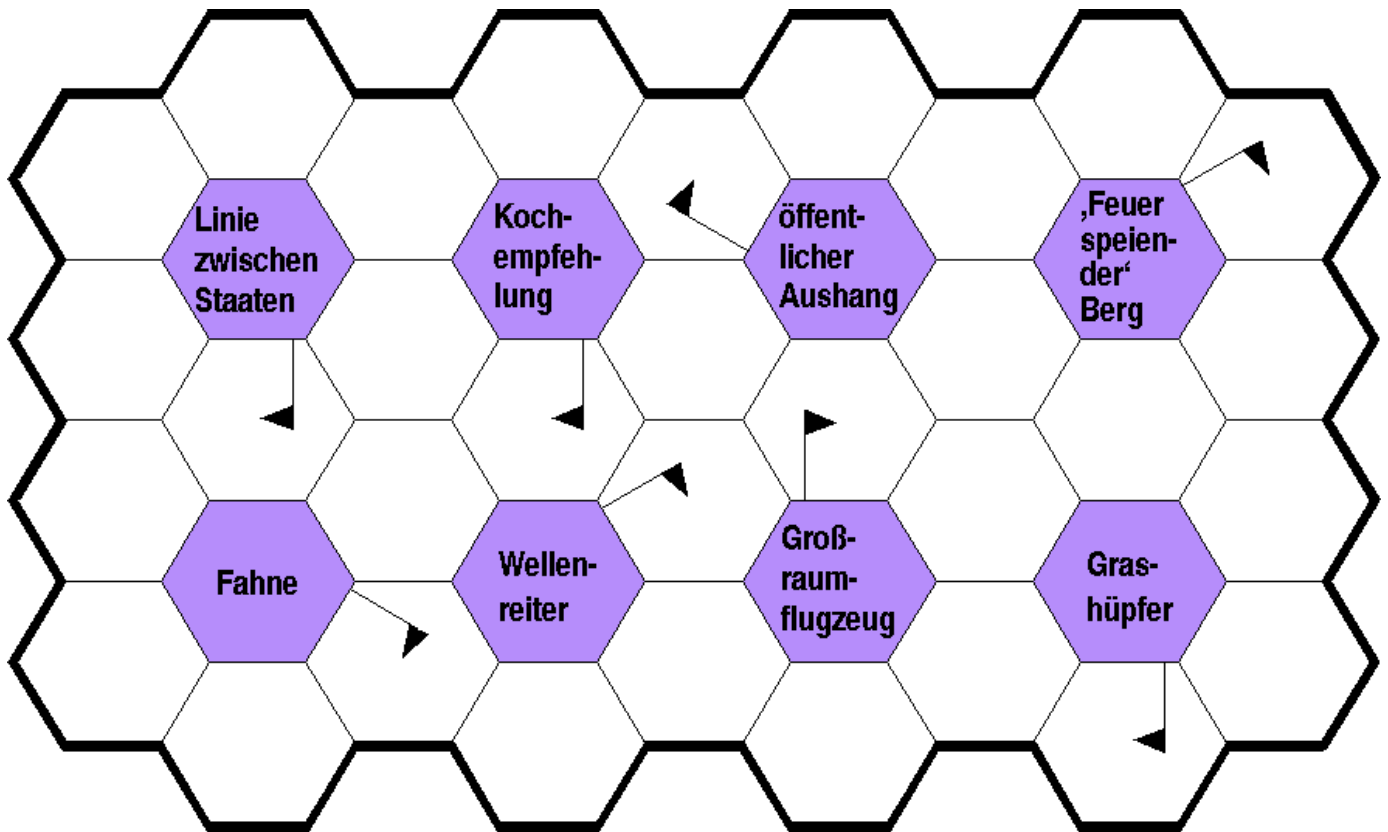 Linie
zwischen
Staaten
Koch-
empfeh-
lung
öffent-
licher
Aushang
‚Feuer
speien-
der‘
Berg
Fahne
Wellen-
reiter
Groß-
raum-
flugzeug
Gras-
hüpfer